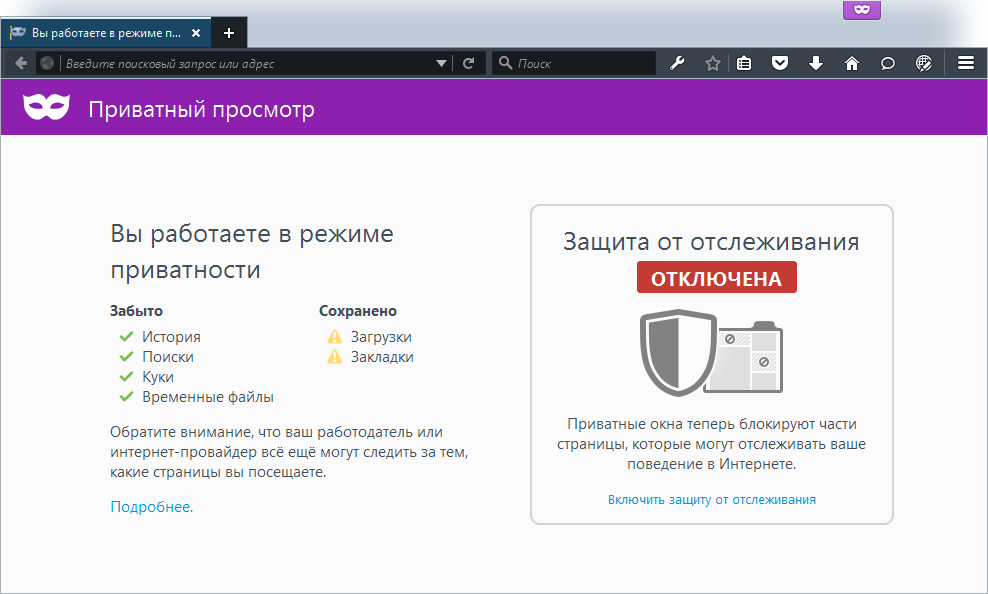 Вы работаете в режиме п...
Введите поисковый запрос или адрес
Поиск
Приватный просмотр
Вы работаете в режиме
приватности
Забыто
История
Поиски
Куки
Временные файлы
Сохранено
Загрузки
Закладки
Обратите внимание, что ваш работодатель или
интернет-провайдер всё ещё могут следить за тем,
какие страницы вы посещаете.
Подробнее.
Защита от отслеживания
ОТКЛЮЧЕНА
Приватные окна теперь блокируют части
страницы, которые могут отслеживать ваше
поведение в Интернете.
Включить защиту от отслеживания